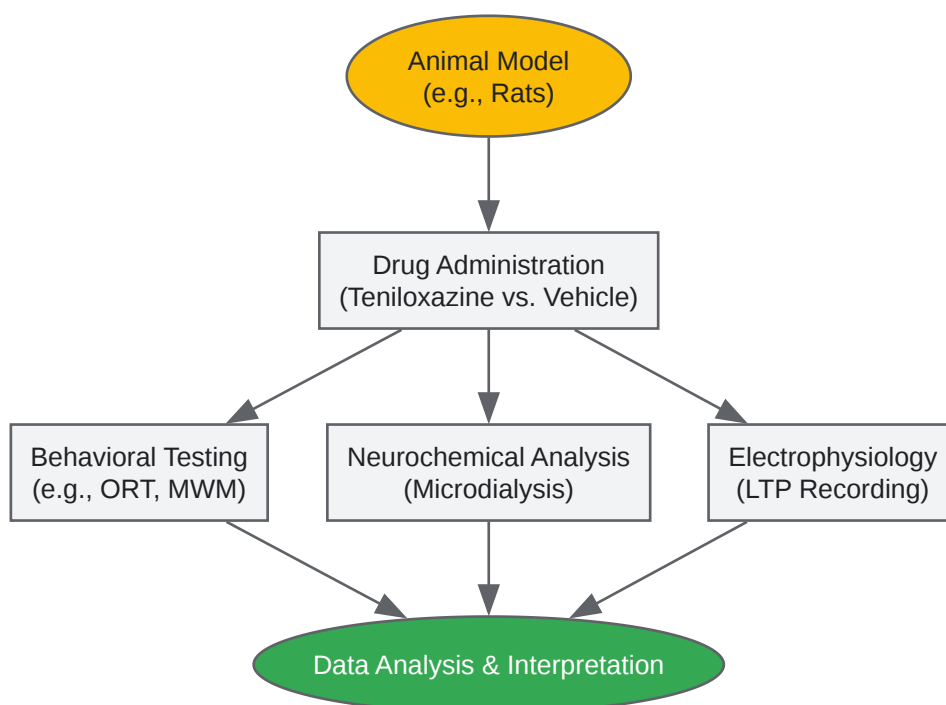 Animal Model
(e.g., Rats)
Drug Administration
(Teniloxazine vs. Vehicle)
Behavioral Testing
(e.g., ORT, MWM)
Neurochemical Analysis
(Microdialysis)
Electrophysiology
(LTP Recording)
Data Analysis & Interpretation